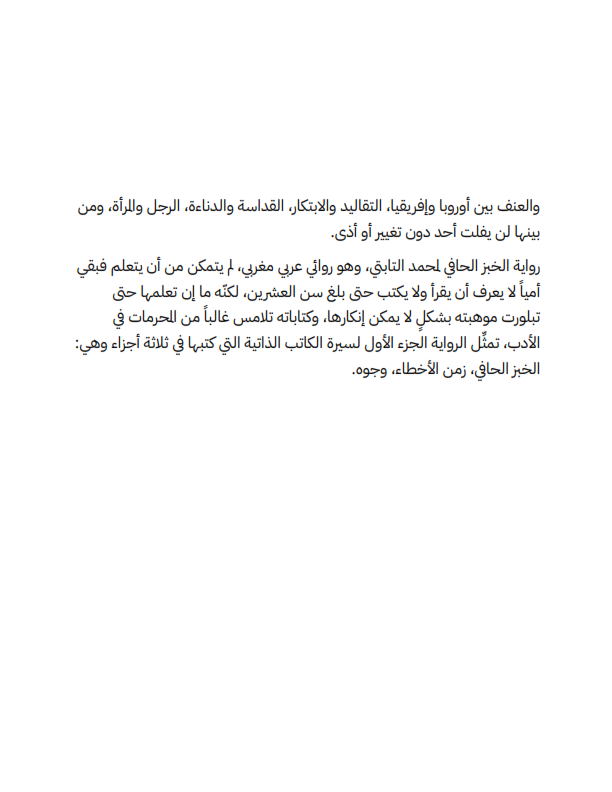 والعنف بين أوروبا وإفريقيا، التقاليد والابتكار، القداسة والدناءة، الرجل والمرأة، ومن
بينها لن يفلت أحد دون تغيير أو أذى.
رواية الخبز الحافي لمحمد التابتي، وهو روائي عربي مغربي، لم يتمكن من أن يتعلم فبقي
أمياً لا يعرف أن يقرأ ولا يكتب حتى بلغ سن العشرين، لكنّه ما إن تعلمها حتى
تبلورت موهبته بشكلٍ لا يمكن إنكارها، وكتاباته تلامس غالباً من المحرمات في
الأدب، تمثّل الرواية الجزء الأول لسيرة الكاتب الذاتية التي كتبها في ثلاثة أجزاء وهي:
الخبز الحافي، زمن الأخطاء، وجوه.